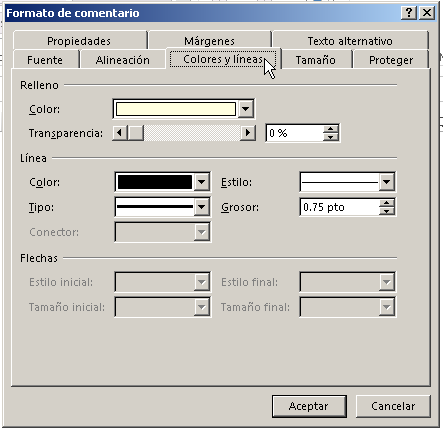 Formato de comentario
Propiedades Márgenes Texto alternativo
Fuente Alineación Colores y líneas Tamaño Proteger
Relleno
Color:
Transparencia: 0 %
Línea
Color: Estilo:
Tipo: Grosor: 0.75 pto
Conector:
Flechas
Estilo inicial: Estilo final:
Tamaño inicial: Tamaño final:
Aceptar Cancelar